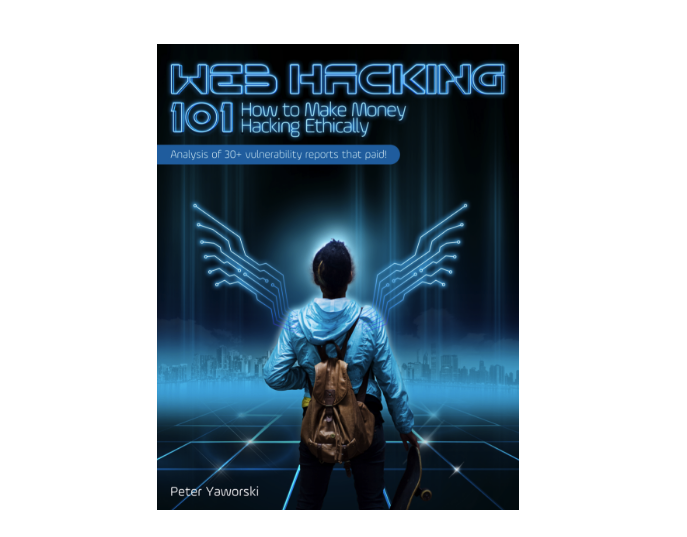 WEB HACKING
101 How to Make Money
Hacking Ethically
Analysis of 30+ vulnerability reports that paid!
Peter Yaworski